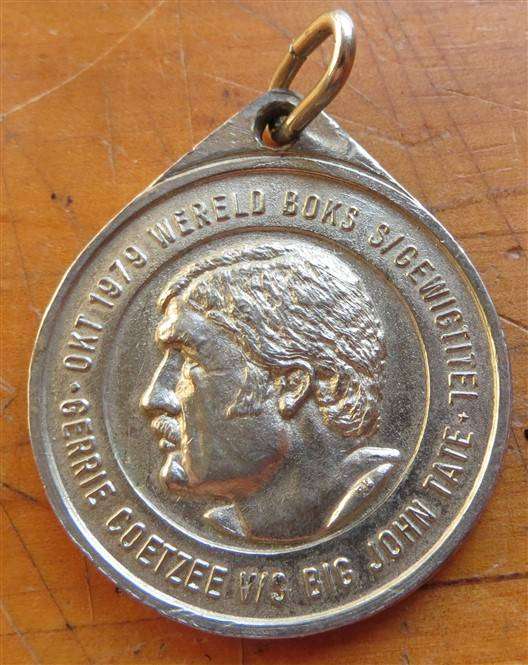 · OKT 1979 WERELD BOKS S/GEWIGTITEL ·
GERRIE COETZEE V/S BIG JOHN TATE